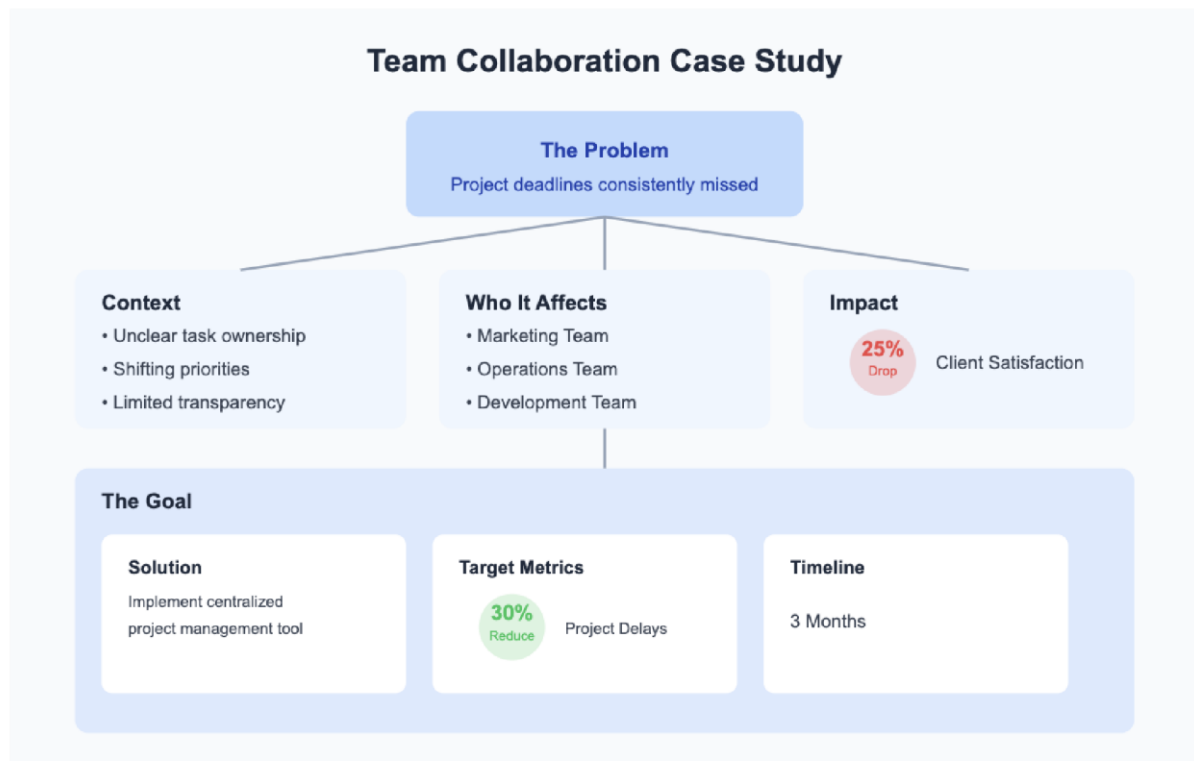 Team Collaboration Case Study
The Problem
Project deadlines consistently missed
Context
• Unclear task ownership
• Shifting priorities
• Limited transparency
Who It Affects
• Marketing Team
• Operations Team
• Development Team
Impact
25%
Drop
Client Satisfaction
The Goal
Solution
Implement centralized
project management tool
Target Metrics
30%
Reduce
Project Delays
Timeline
3 Months